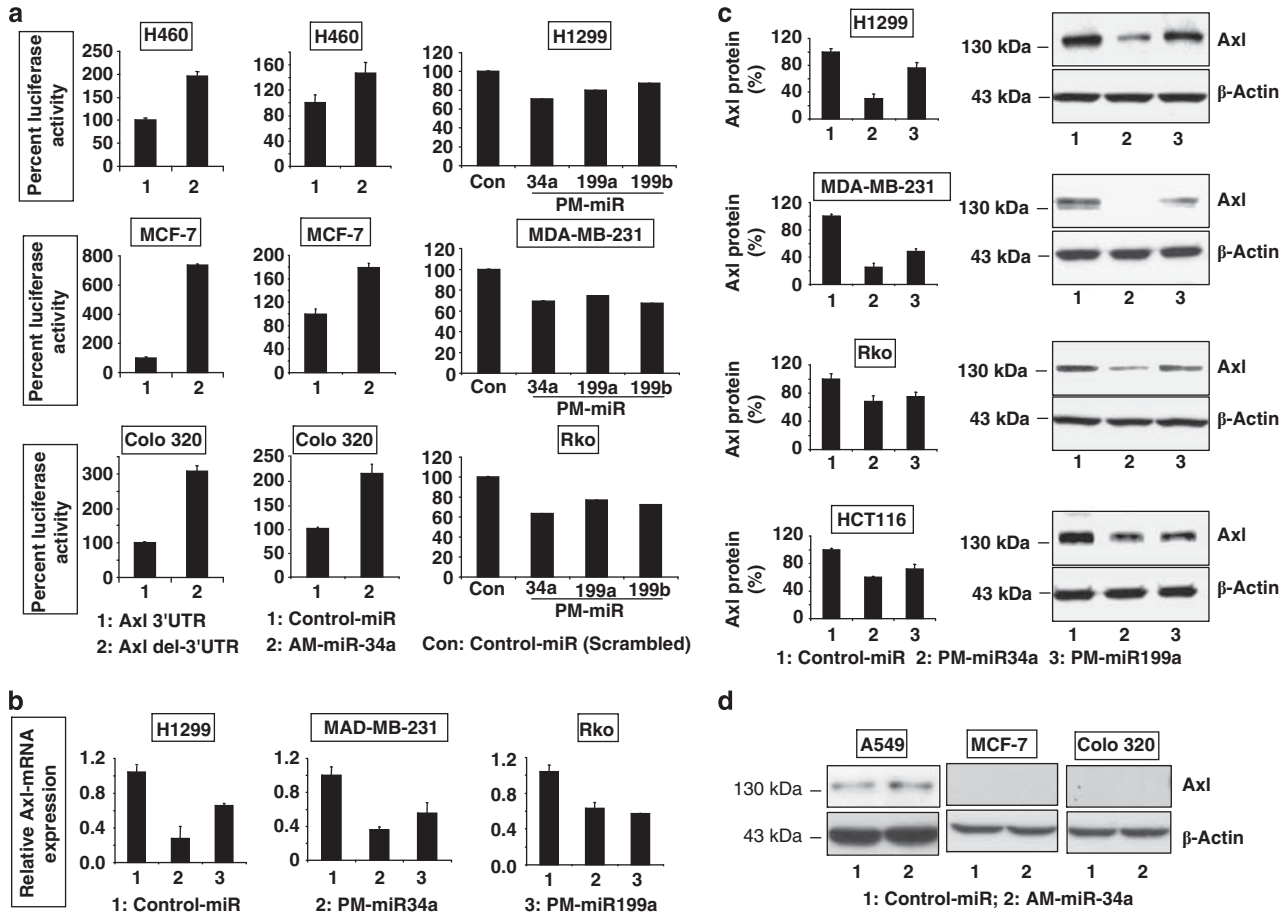 a
Percent luciferase activity
H460
250
200
150
100
50
0
1 2
H460
160
120
80
40
0
1 2
H1299
120
100
80
60
40
20
0
Con 34a 199a 199b
PM-miR
Percent luciferase activity
MCF-7
800
600
400
200
0
1 2
MCF-7
200
160
120
80
40
0
1 2
MDA-MB-231
120
100
80
60
40
20
0
Con 34a 199a 199b
PM-miR
Percent luciferase activity
Colo 320
300
200
100
0
1 2
Colo 320
250
200
150
100
50
0
1 2
Rko
120
100
80
60
40
20
0
Con 34a 199a 199b
PM-miR
1: Axl 3'UTR
2: Axl del-3'UTR
1: Control-miR
2: AM-miR-34a
Con: Control-miR (Scrambled)
b
Relative Axl-mRNA expression
H1299
1.2
0.8
0.4
0.0
1 2 3
MAD-MB-231
1.2
0.8
0.4
0
1 2 3
Rko
1.2
0.8
0.4
0.0
1 2 3
1: Control-miR 2: PM-miR34a 3: PM-miR199a
c
Axl protein (%)
H1299
120
80
40
0
1 2 3
130 kDa – Axl
43 kDa – β-Actin
1 2 3
Axl protein (%)
MDA-MB-231
120
80
40
0
1 2 3
130 kDa – Axl
43 kDa – β-Actin
1 2 3
Axl protein (%)
Rko
120
80
40
0
1 2 3
130 kDa – Axl
43 kDa – β-Actin
1 2 3
Axl protein (%)
HCT116
120
80
40
0
1 2 3
130 kDa – Axl
43 kDa – β-Actin
1 2 3
1: Control-miR 2: PM-miR34a 3: PM-miR199a
d
A549 MCF-7 Colo 320
130 kDa – Axl
43 kDa – β-Actin
1 2 1 2 1 2
1: Control-miR; 2: AM-miR-34a